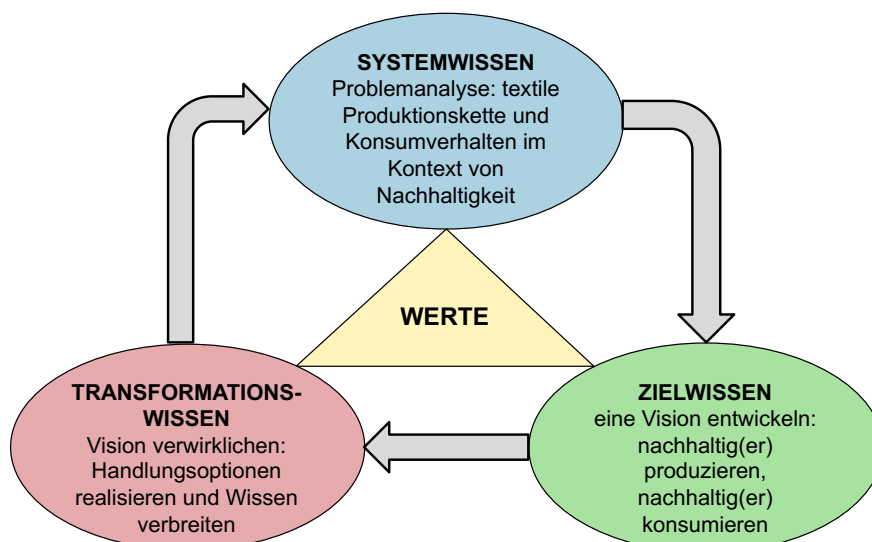 SYSTEMWISSEN
Problemanalyse: textile
Produktionskette und
Konsumverhalten im
Kontext von
Nachhaltigkeit
WERTE
TRANSFORMATIONS-
WISSEN
Vision verwirklichen:
Handlungsoptionen
realisieren und Wissen
verbreiten
ZIELWISSEN
eine Vision entwickeln:
nachhaltig(er)
produzieren,
nachhaltig(er)
konsumieren